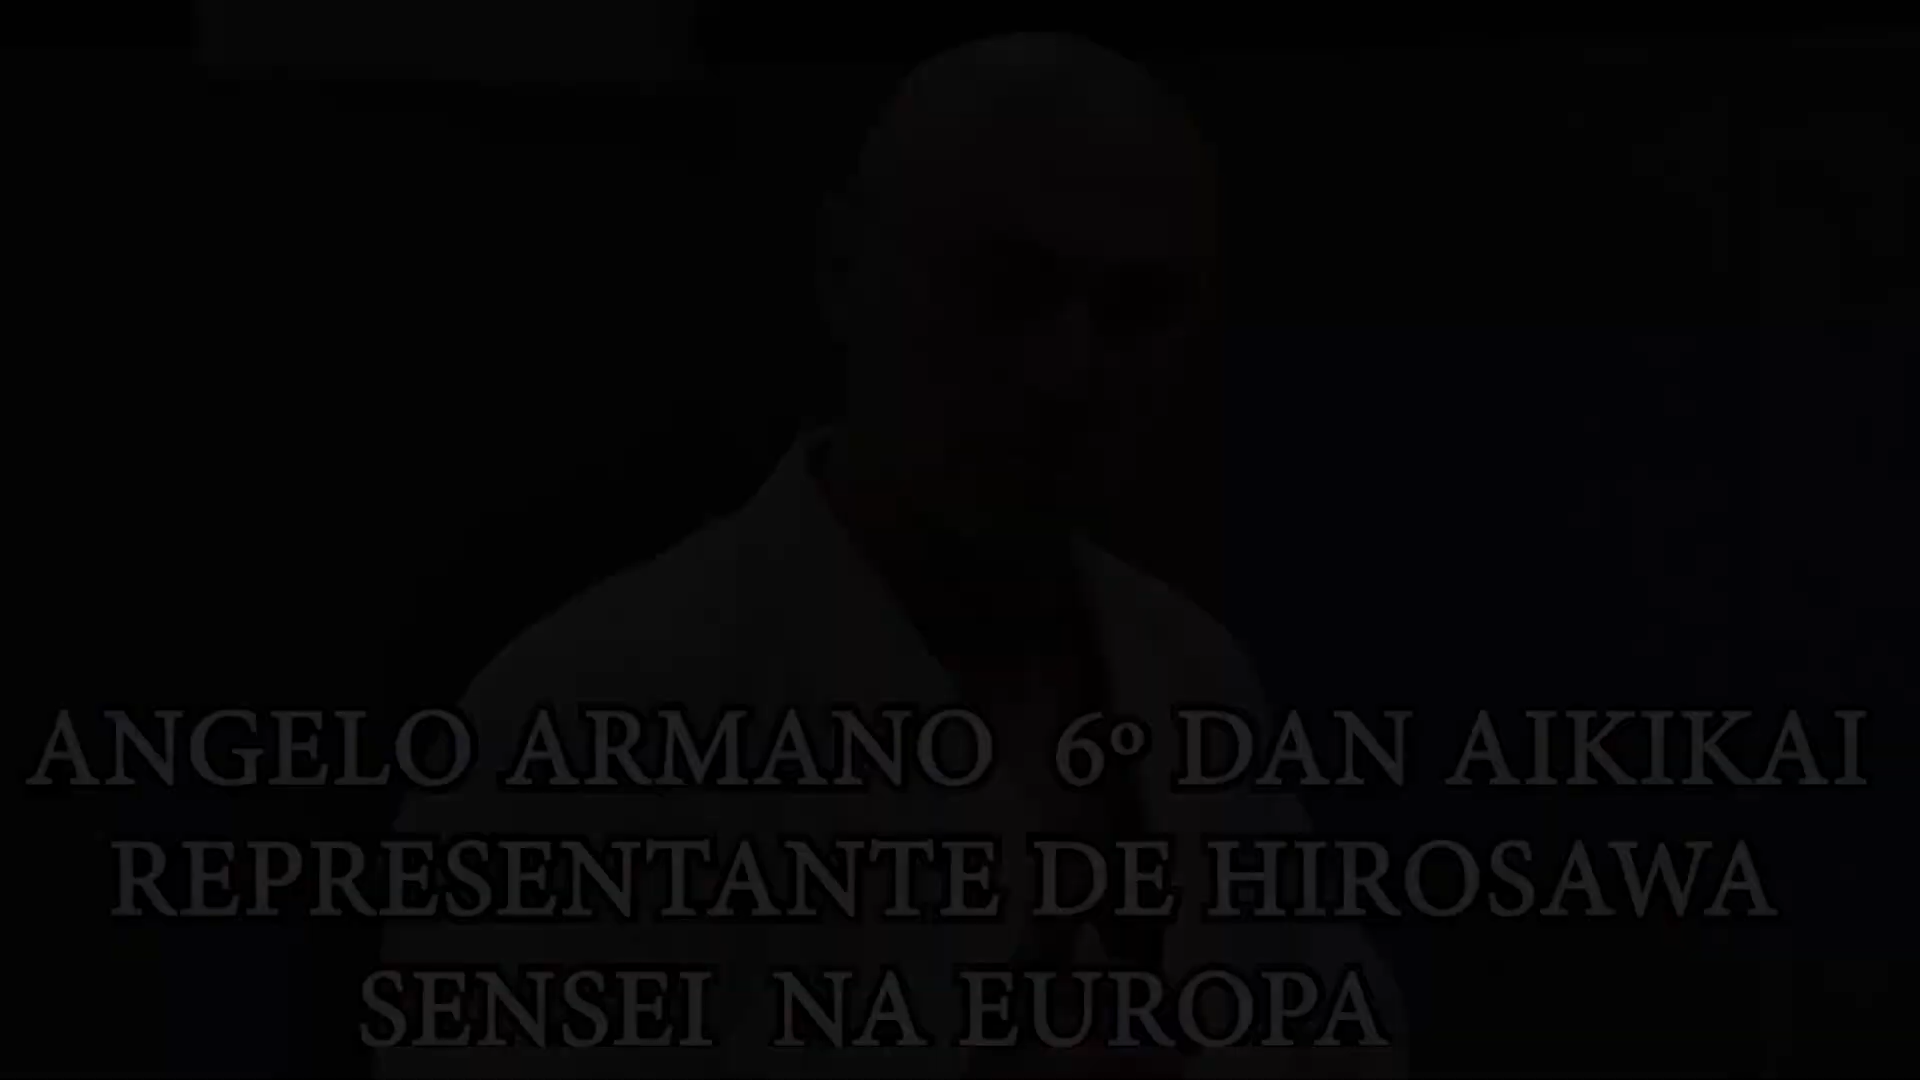 ANGELO ARMANO 6º DAN AIKIKAI
REPRESENTANTE DE HIROSAWA
SENSEI NA EUROPA